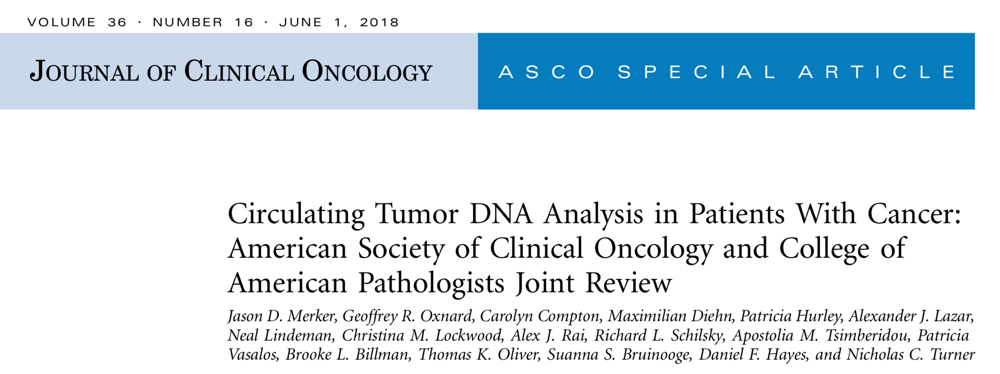 VOLUME 36 · NUMBER 16 · JUNE 1, 2018
JOURNAL OF CLINICAL ONCOLOGY
ASCO SPECIAL ARTICLE
Circulating Tumor DNA Analysis in Patients With Cancer:
American Society of Clinical Oncology and College of
American Pathologists Joint Review
Jason D. Merker, Geoffrey R. Oxnard, Carolyn Compton, Maximilian Diehn, Patricia Hurley, Alexander J. Lazar,
Neal Lindeman, Christina M. Lockwood, Alex J. Rai, Richard L. Schilsky, Apostolia M. Tsimberidou, Patricia
Vasalos, Brooke L. Billman, Thomas K. Oliver, Suanna S. Bruinooge, Daniel F. Hayes, and Nicholas C. Turner